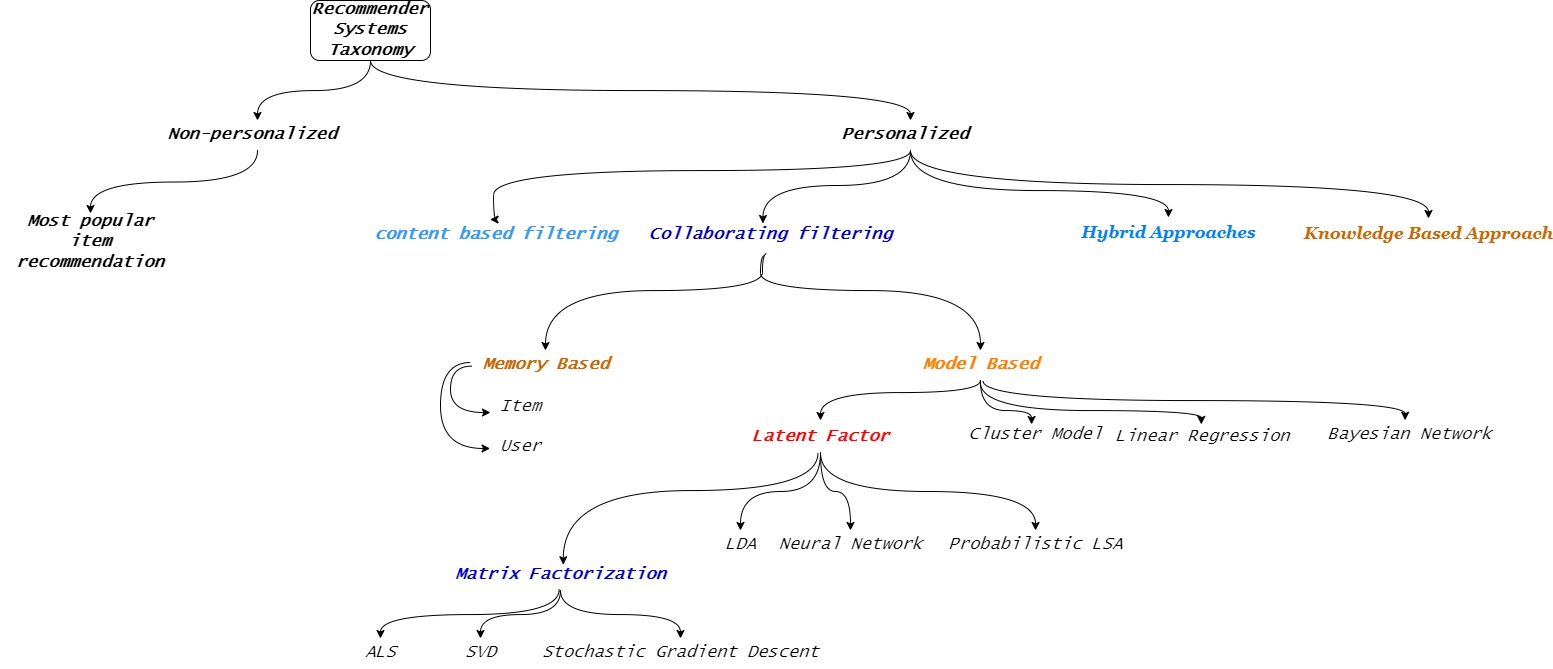 Recommender
Systems
Taxonomy
Non-personalized
Personalized
Most popular
item
recommendation
content based filtering
Collaborating filtering
Hybrid Approaches
Knowledge Based Approach
Memory Based
Model Based
Item
User
Latent Factor
Cluster Model
Linear Regression
Bayesian Network
LDA
Neural Network
Probabilistic LSA
Matrix Factorization
ALS
SVD
Stochastic Gradient Descent